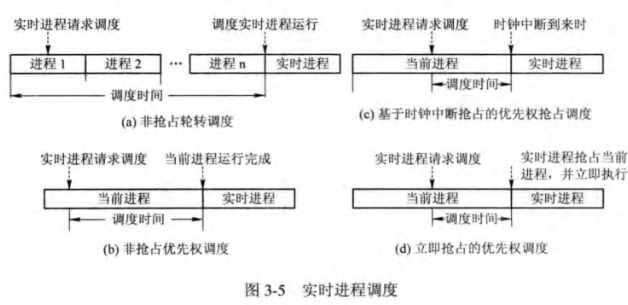 实时进程请求调度
调度实时进程运行
进程 1
进程 2
…
进程 n
实时进程
调度时间
(a) 非抢占轮转调度
实时进程请求调度
时钟中断到来时
当前进程
实时进程
调度时间
(c) 基于时钟中断抢占的优先权抢占调度
实时进程请求调度
当前进程运行完成
当前进程
实时进程
调度时间
(b) 非抢占优先权调度
实时进程请求调度
实时进程抢占当前
进程，并立即执行
当前进程
实时进程
调度时间
(d) 立即抢占的优先权调度
图 3-5 实时进程调度